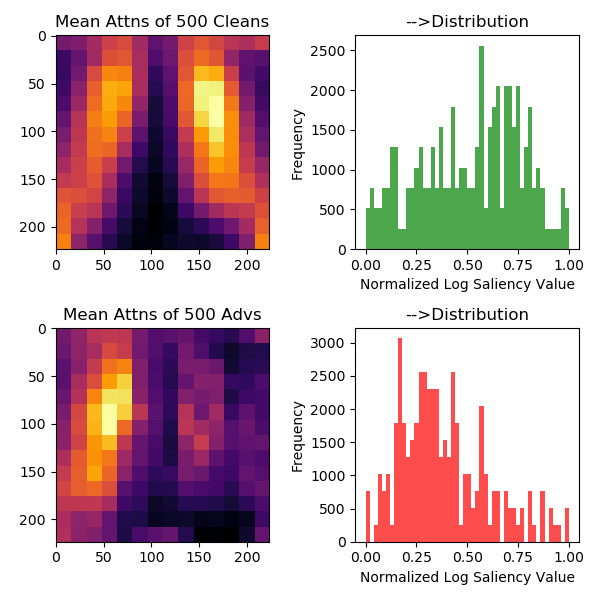 Mean Attns of 500 Cleans
0
50
100
150
200
0 50 100 150 200
-->Distribution
Frequency
2500
2000
1500
1000
500
0
0.00 0.25 0.50 0.75 1.00
Normalized Log Saliency Value
Mean Attns of 500 Advs
0
50
100
150
200
0 50 100 150 200
-->Distribution
Frequency
3000
2500
2000
1500
1000
500
0
0.00 0.25 0.50 0.75 1.00
Normalized Log Saliency Value